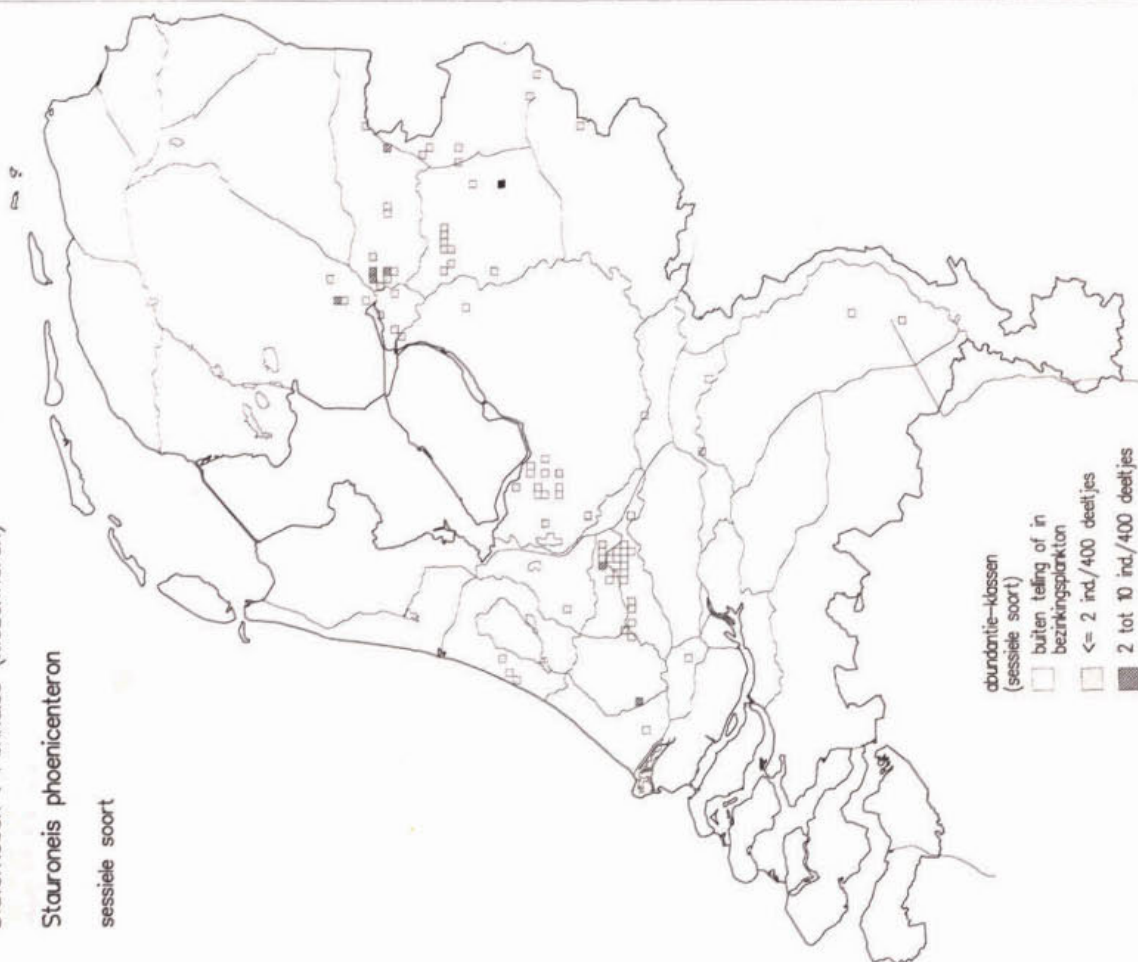 Stauroneis phoenicenteron
sessiele soort
abundantie-klassen
(sessiele soort)
buiten telling of in
bezinkingsplankton
<= 2 ind./400 deeltjes
2 tot 10 ind./400 deeltjes